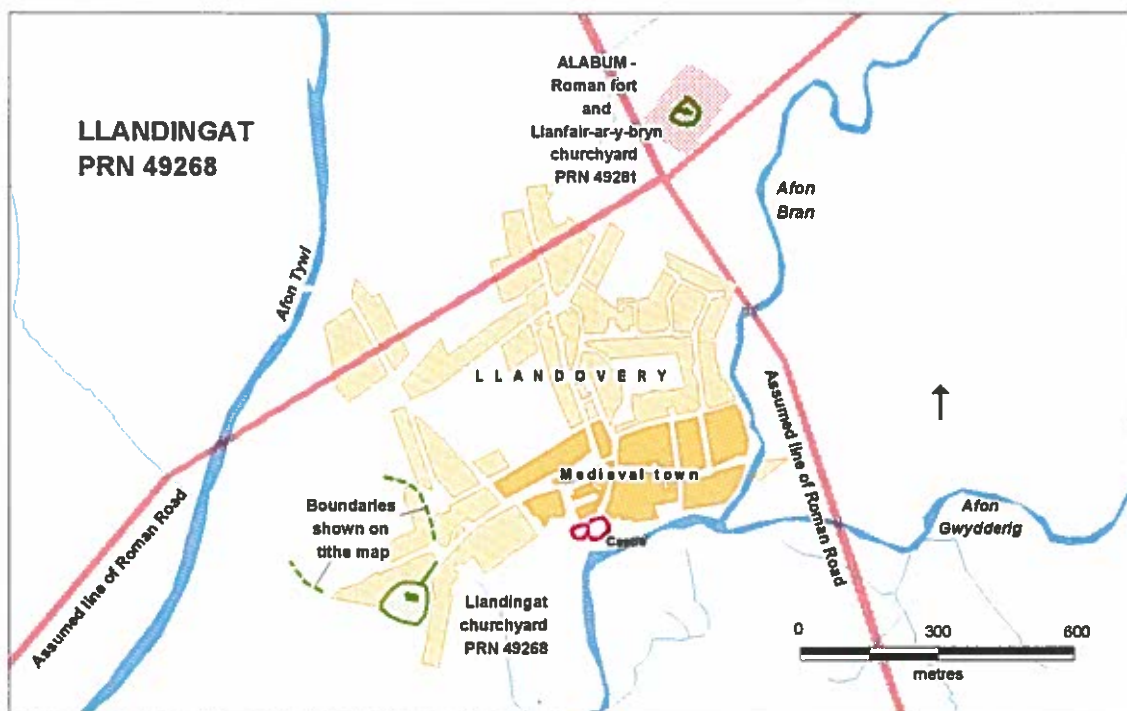 LLANDINGAT
PRN 49268
ALABUM -
Roman fort
and
Llanfair-ar-y-bryn
churchyard
PRN 49281
Afon
Bran
Afon Tywi
LLANDOVERY
Assumed line of Roman Road
Medieval town
Boundaries
shown on
tithe map
Castle
Afon
Gwydderig
Assumed line of Roman Road
Llandingat
churchyard
PRN 49268
0 300 600
metres